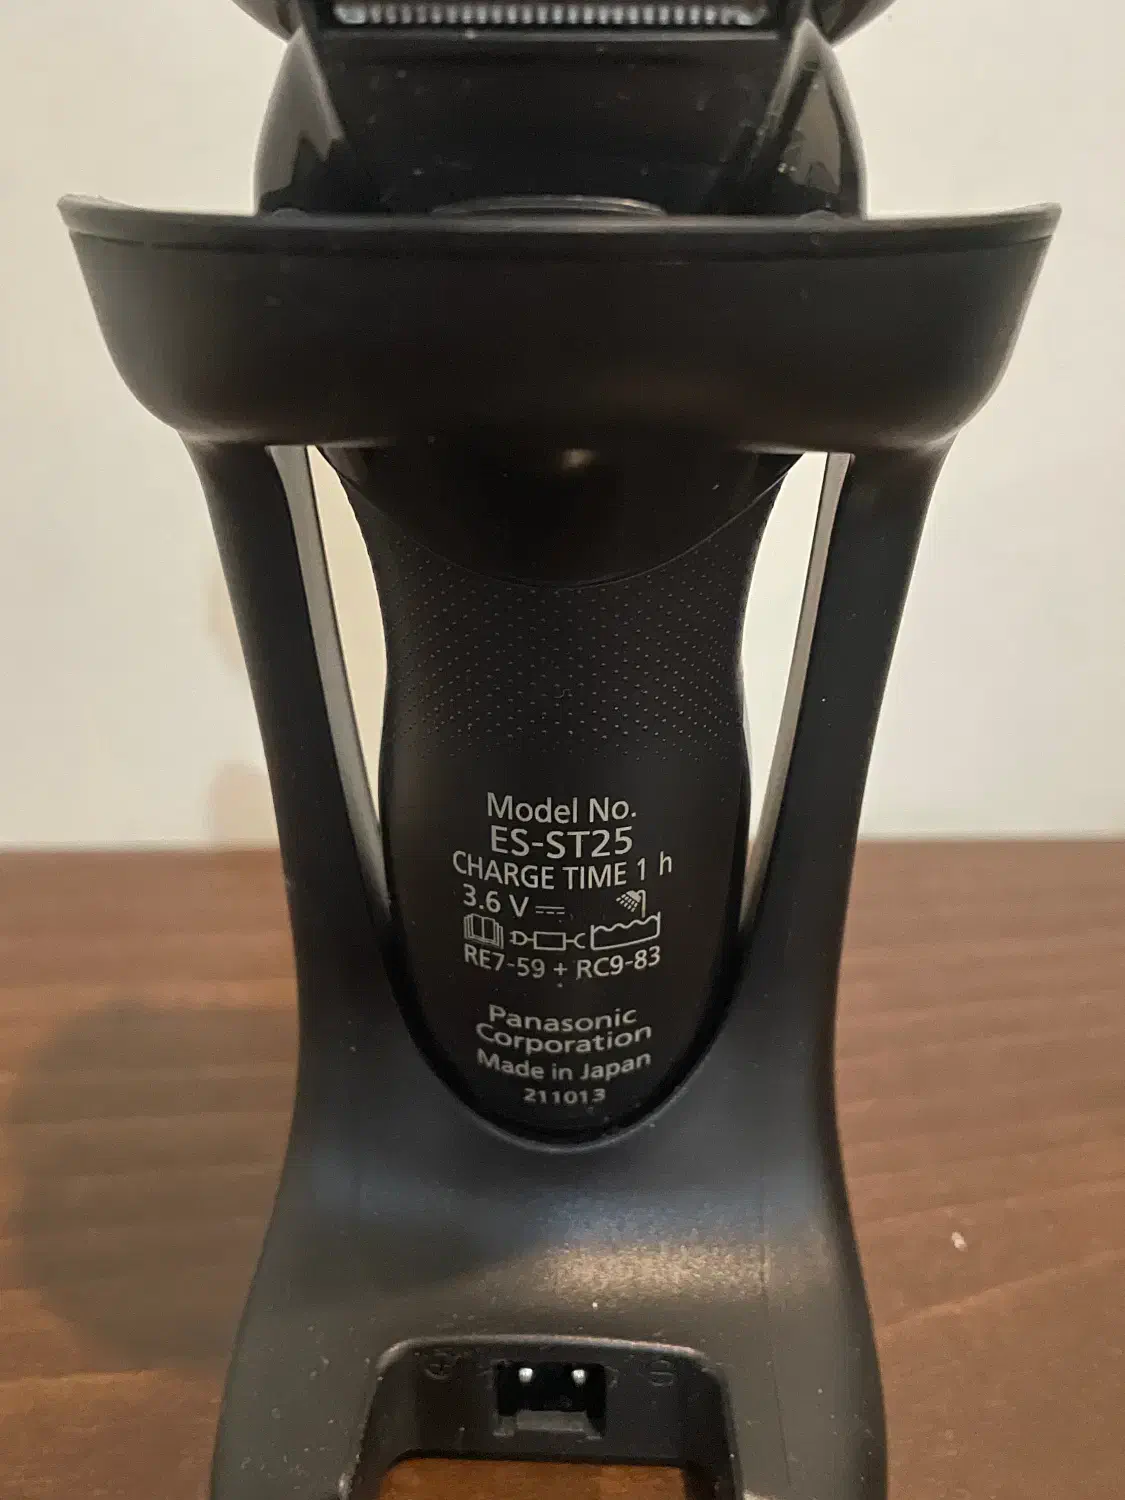 Model No.
ES-ST25
CHARGE TIME 1 h
3.6 V
RE7-59 + RC9-83
Panasonic
Corporation
Made in Japan
211013